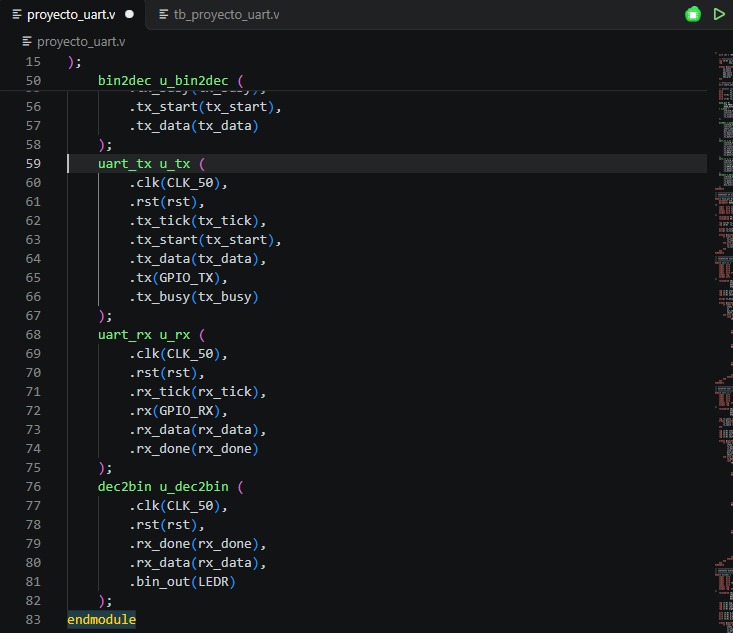 proyecto_uart.v
tb_proyecto_uart.v
proyecto_uart.v
15 );
50     bin2dec u_bin2dec (
56         .tx_start(tx_start),
57         .tx_data(tx_data)
58     );
59     uart_tx u_tx (
60         .clk(CLK_50),
61         .rst(rst),
62         .tx_tick(tx_tick),
63         .tx_start(tx_start),
64         .tx_data(tx_data),
65         .tx(GPIO_TX),
66         .tx_busy(tx_busy)
67     );
68     uart_rx u_rx (
69         .clk(CLK_50),
70         .rst(rst),
71         .rx_tick(rx_tick),
72         .rx(GPIO_RX),
73         .rx_data(rx_data),
74         .rx_done(rx_done)
75     );
76     dec2bin u_dec2bin (
77         .clk(CLK_50),
78         .rst(rst),
79         .rx_done(rx_done),
80         .rx_data(rx_data),
81         .bin_out(LEDR)
82     );
83 endmodule